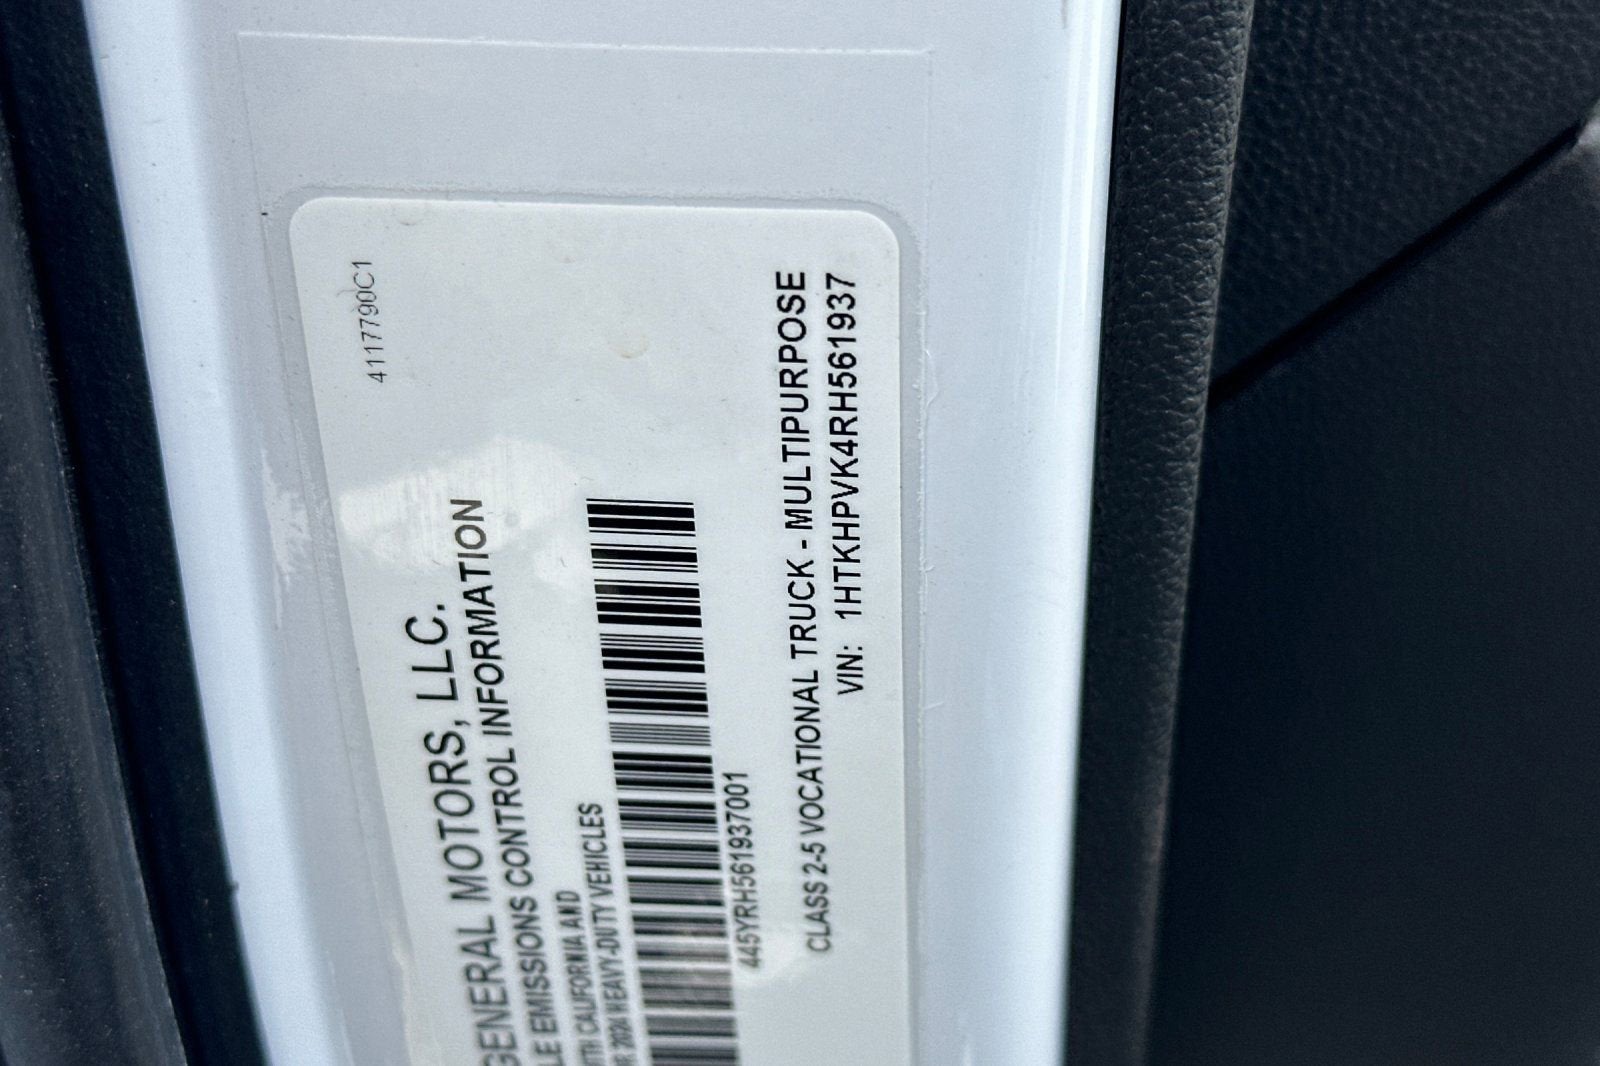 4117790C1
GENERAL MOTORS, LLC.
EMISSIONS CONTROL INFORMATION
WITH CALIFORNIA AND
2024 HEAVY-DUTY VEHICLES
445YRH561937001
CLASS 2-5 VOCATIONAL TRUCK - MULTIPURPOSE
VIN: 1HTKHPVK4RH561937